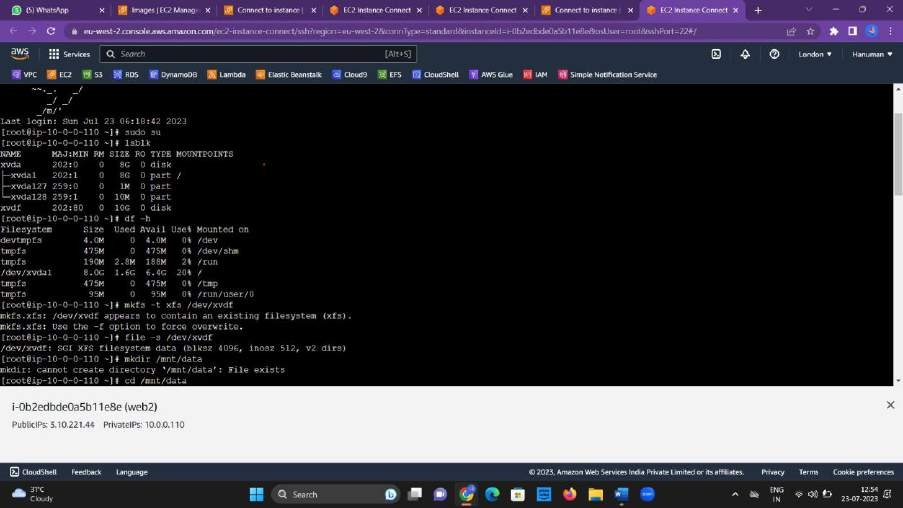 (5) WhatsApp
Images | EC2 Manag
Connect to instance |
EC2 Instance Connect
EC2 Instance Connect
Connect to instance |
EC2 Instance Connect
eu-west-2.console.aws.amazon.com/ec2-instance-connect/ssh?region=eu-west-2&connType=standard&instanceId=i-0b2edbde0a5b11e8e&osUser=root&sshPort=22#/
aws Services Search [Alt+S] London Hanuman
VPC EC2 S3 RDS DynamoDB Lambda Elastic Beanstalk Cloud9 EFS CloudShell AWS Glue IAM Simple Notification Service
~~._. _/
_/ _/
_/m/'
Last login: Sun Jul 23 06:18:42 2023
[root@ip-10-0-0-110 ~]# sudo su
[root@ip-10-0-0-110 ~]# lsblk
NAME MAJ:MIN RM SIZE RO TYPE MOUNTPOINTS
xvda 202:0 0 8G 0 disk
├─xvda1 202:1 0 8G 0 part /
├─xvda127 259:0 0 1M 0 part
└─xvda128 259:1 0 10M 0 part
xvdf 202:80 0 10G 0 disk
[root@ip-10-0-0-110 ~]# df -h
Filesystem Size Used Avail Use% Mounted on
devtmpfs 4.0M 0 4.0M 0% /dev
tmpfs 475M 0 475M 0% /dev/shm
tmpfs 190M 2.8M 188M 2% /run
/dev/xvda1 8.0G 1.6G 6.4G 20% /
tmpfs 475M 0 475M 0% /tmp
tmpfs 95M 0 95M 0% /run/user/0
[root@ip-10-0-0-110 ~]# mkfs -t xfs /dev/xvdf
mkfs.xfs: /dev/xvdf appears to contain an existing filesystem (xfs).
mkfs.xfs: Use the -f option to force overwrite.
[root@ip-10-0-0-110 ~]# file -s /dev/xvdf
/dev/xvdf: SGI XFS filesystem data (blksz 4096, inosz 512, v2 dirs)
[root@ip-10-0-0-110 ~]# mkdir /mnt/data
mkdir: cannot create directory ‘/mnt/data’: File exists
[root@ip-10-0-0-110 ~]# cd /mnt/data
i-0b2edbde0a5b11e8e (web2)
PublicIPs: 3.10.221.44 PrivateIPs: 10.0.0.110
CloudShell Feedback Language © 2023, Amazon Web Services India Private Limited or its affiliates. Privacy Terms Cookie preferences
31°C
Cloudy
Search
ENG
IN
12:54
23-07-2023